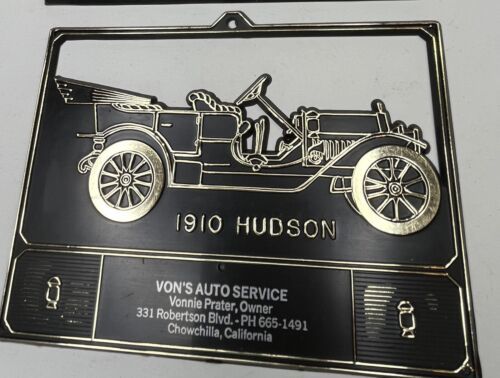 1910 HUDSON
VON'S AUTO SERVICE
Vonnie Prater, Owner
331 Robertson Blvd. - PH 665-1491
Chowchilla, California